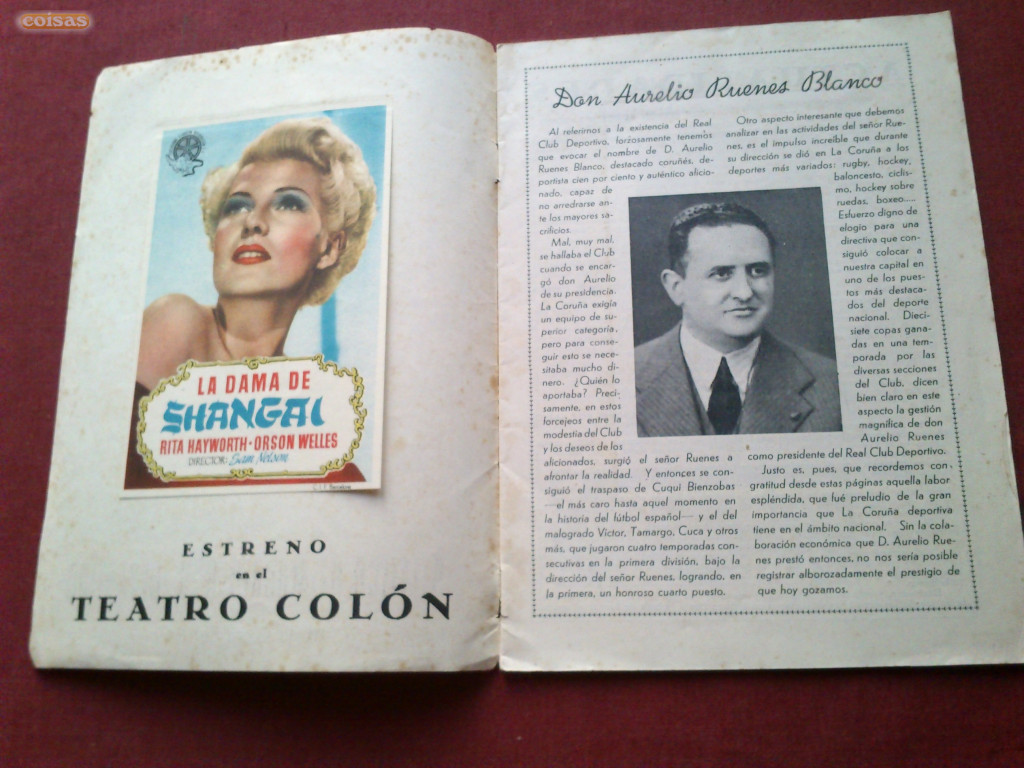 coisas
LA DAMA DE
SHANGAI
RITA HAYWORTH·ORSON WELLES
DIRECTOR: Sam Nelson
ESTRENO
en el
TEATRO COLÓN
Don Aurelio Ruenes Blanco
Al referirnos a la existencia del Real
Club Deportivo, forzosamente tenemos
que evocar el nombre de D. Aurelio
Ruenes Blanco, destacado coruñés, de-
portista cien por ciento y auténtico aficio-
nado, capaz de
no arredrarse an-
te los mayores sa-
crificios.
Mal, muy mal,
se hallaba el Club
cuando se encar-
gó don Aurelio
de su presidencia.
La Coruña exigía
un equipo de su-
perior categoría,
pero para conse-
guir esto se nece-
sitaba mucho di-
nero. ¿Quién lo
aportaba? Preci-
samente, en estos
forcejeos entre la
modestia del Club
y los deseos de los
aficionados, surgió el señor Ruenes a
afrontar la realidad. Y entonces se con-
siguió el traspaso de Cuqui Bienzobas
—el más caro hasta aquel momento en
la historia del fútbol español— y el del
malogrado Victor, Tamargo, Cuca y otros
más, que jugaron cuatro temporadas con-
secutivas en la primera división, bajo la
dirección del señor Ruenes, logrando, en
la primera, un honroso cuarto puesto.
Otro aspecto interesante que debemos
analizar en las actividades del señor Rue-
nes, es el impulso increíble que durante
su dirección se dió en La Coruña a los
deportes más variados: rugby, hockey,
baloncesto, ciclis-
mo, hockey sobre
ruedas, boxeo....
Esfuerzo digno de
elogio para una
directiva que con-
siguió colocar a
nuestra capital en
uno de los pues-
tos más destaca-
dos del deporte
nacional. Dieci-
siete copas gana-
das en una tem-
porada por las
diversas secciones
del Club, dicen
bien claro en este
aspecto la gestión
magnífica de don
Aurelio Ruenes
como presidente del Real Club Deportivo.
Justo es, pues, que recordemos con
gratitud desde estas páginas aquella labor
espléndida, que fué preludio de la gran
importancia que La Coruña deportiva
tiene en el ámbito nacional. Sin la cola-
boración económica que D. Aurelio Rue-
nes prestó entonces, no nos sería posible
registrar alborozadamente el prestigio de
que hoy gozamos.